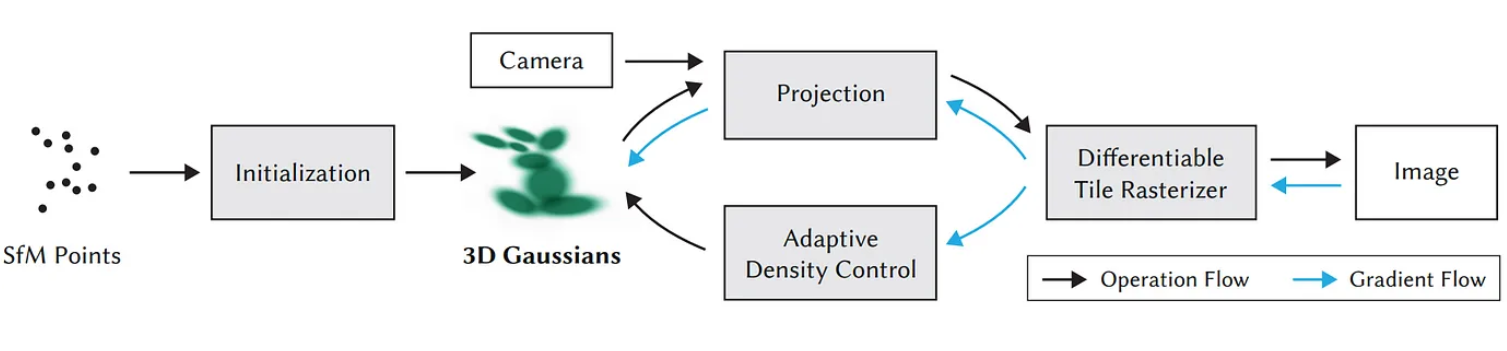 Camera
Projection
Initialization
Differentiable
Tile Rasterizer
Image
SfM Points
3D Gaussians
Adaptive
Density Control
Operation Flow
Gradient Flow